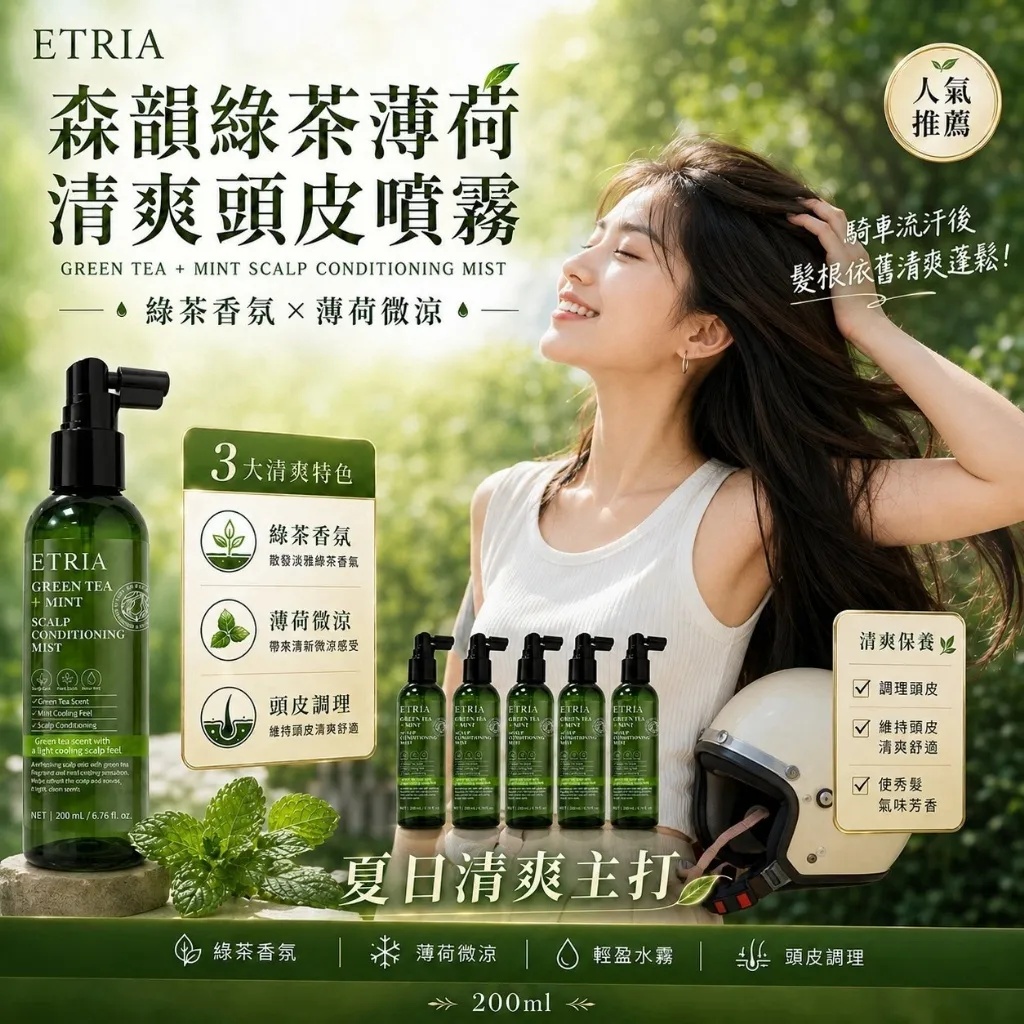 ETRIA
森韻綠茶薄荷
清爽頭皮噴霧
GREEN TEA + MINT SCALP CONDITIONING MIST
綠茶香氛 × 薄荷微涼
人氣
推薦
騎車流汗後
髮根依舊清爽蓬鬆!
3大清爽特色
綠茶香氛
散發淡雅綠茶香氣
薄荷微涼
帶來清新微涼感受
頭皮調理
維持頭皮清爽舒適
ETRIA
GREEN TEA
+ MINT
SCALP
CONDITIONING
MIST
✓Green Tea Scent
✓Mint Cooling Feel
✓Scalp Conditioning
Green tea scent with
a light cooling scalp feel
NET | 200 mL / 6.76 fl. oz.
清爽保養
調理頭皮
維持頭皮
清爽舒適
使秀髮
氣味芳香
夏日清爽主打
綠茶香氛
薄荷微涼
輕盈水霧
頭皮調理
200ml